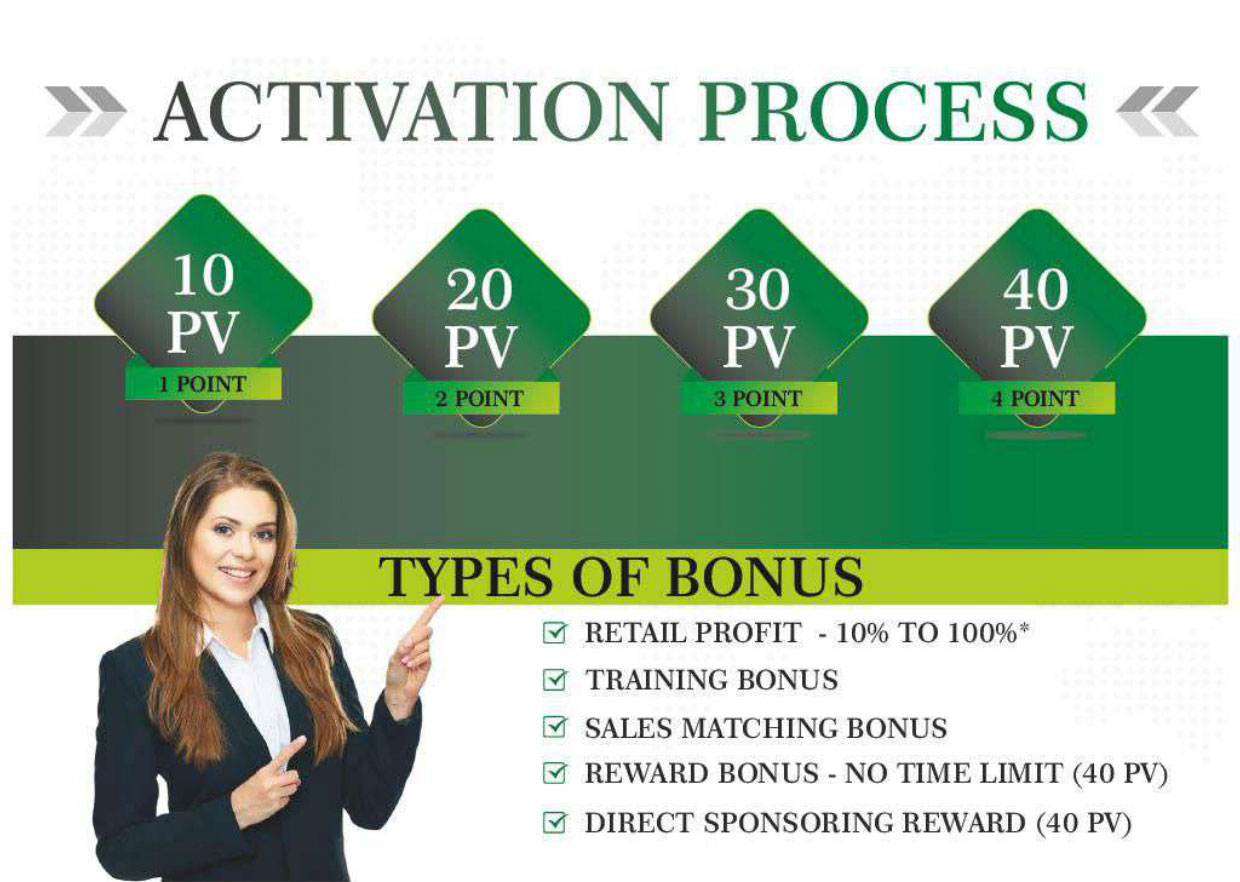 ACTIVATION PROCESS
10
PV
1 POINT
20
PV
2 POINT
30
PV
3 POINT
40
PV
4 POINT
TYPES OF BONUS
RETAIL PROFIT - 10% TO 100%*
TRAINING BONUS
SALES MATCHING BONUS
REWARD BONUS - NO TIME LIMIT (40 PV)
DIRECT SPONSORING REWARD (40 PV)